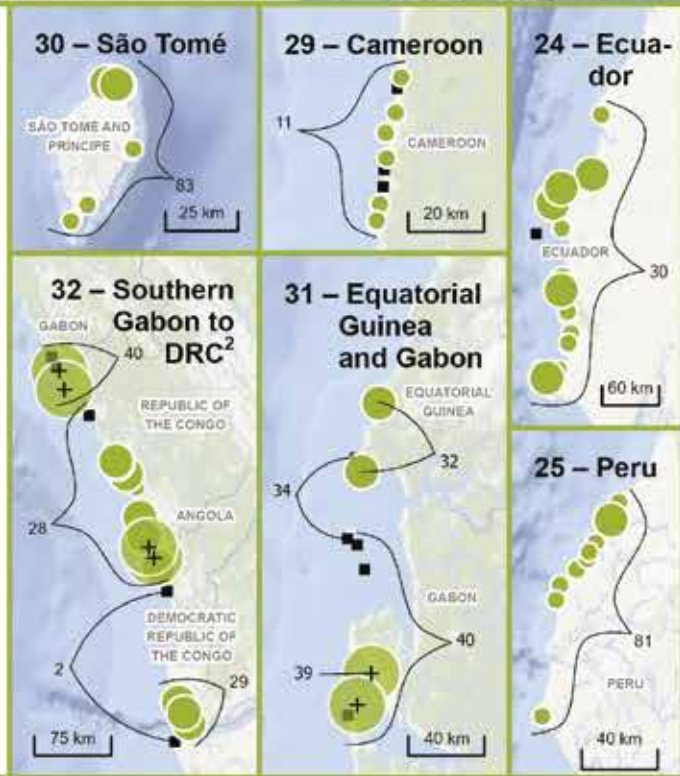 30 – São Tomé
SÃO TOMÉ AND
PRÍNCIPE
83
25 km
29 – Cameroon
11
CAMEROON
20 km
24 – Ecua-
dor
ECUADOR
30
60 km
32 – Southern
Gabon to
DRC2
GABON
40
REPUBLIC OF
THE CONGO
28
ANGOLA
DEMOCRATIC
REPUBLIC OF
THE CONGO
2
29
75 km
31 – Equatorial
Guinea
and Gabon
EQUATORIAL
GUINEA
32
34
GABON
40
39
40 km
25 – Peru
81
PERU
40 km